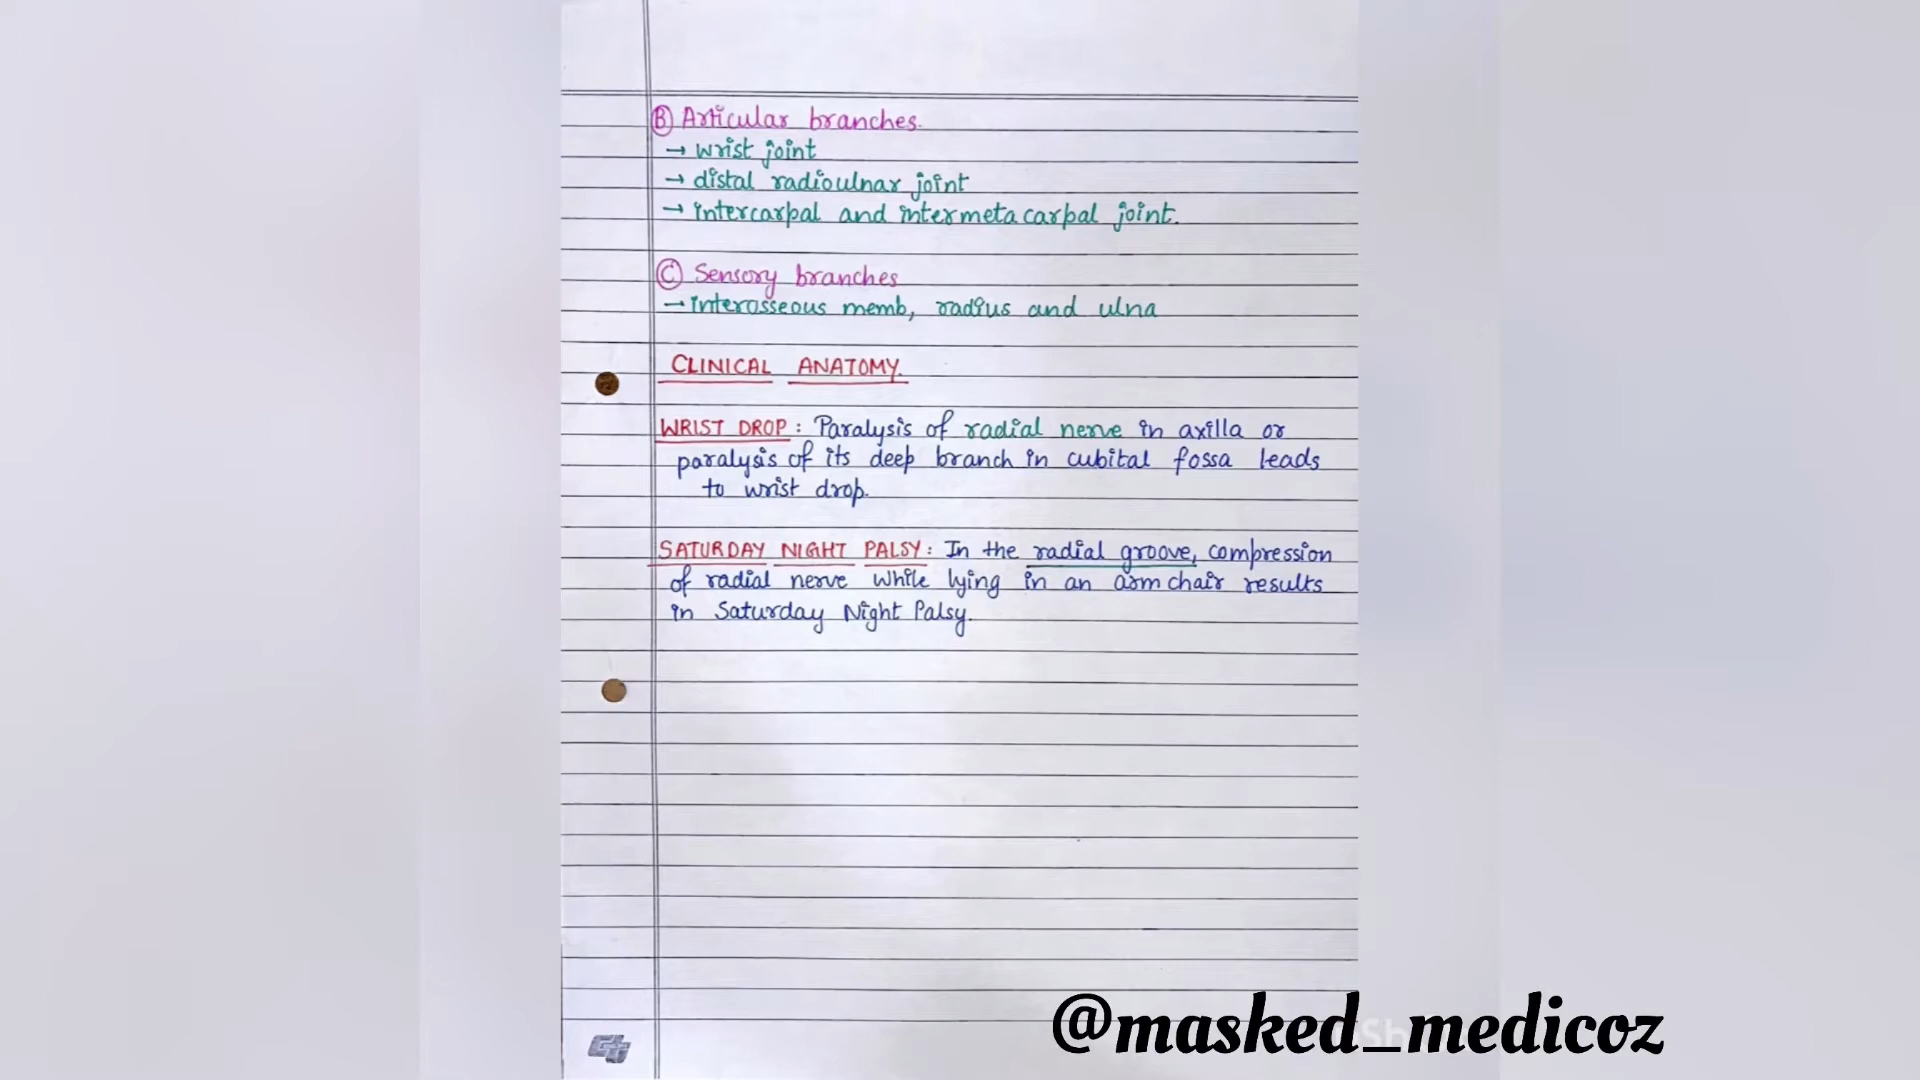 Ⓑ Articular branches.
→ wrist joint
→ distal radioulnar joint
→ intercarpal and intermetacarpal joint.
Ⓒ Sensory branches
→ interosseous memb, radius and ulna
CLINICAL ANATOMY.
WRIST DROP : Paralysis of radial nerve in axilla or
paralysis of its deep branch in cubital fossa leads
to wrist drop.
SATURDAY NIGHT PALSY : In the radial groove, compression
of radial nerve while lying in an arm chair results
in Saturday Night Palsy.
@masked_medicoz